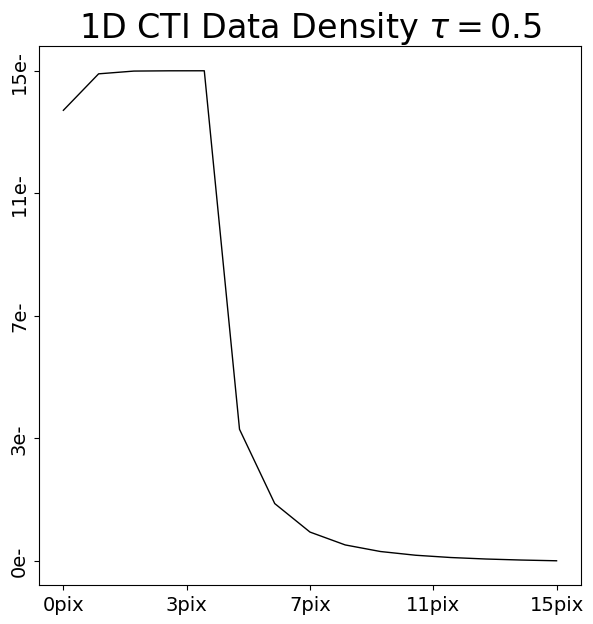 1D CTI Data Density τ = 0.5
15e-
11e-
7e-
3e-
0e-
0pix
3pix
7pix
11pix
15pix